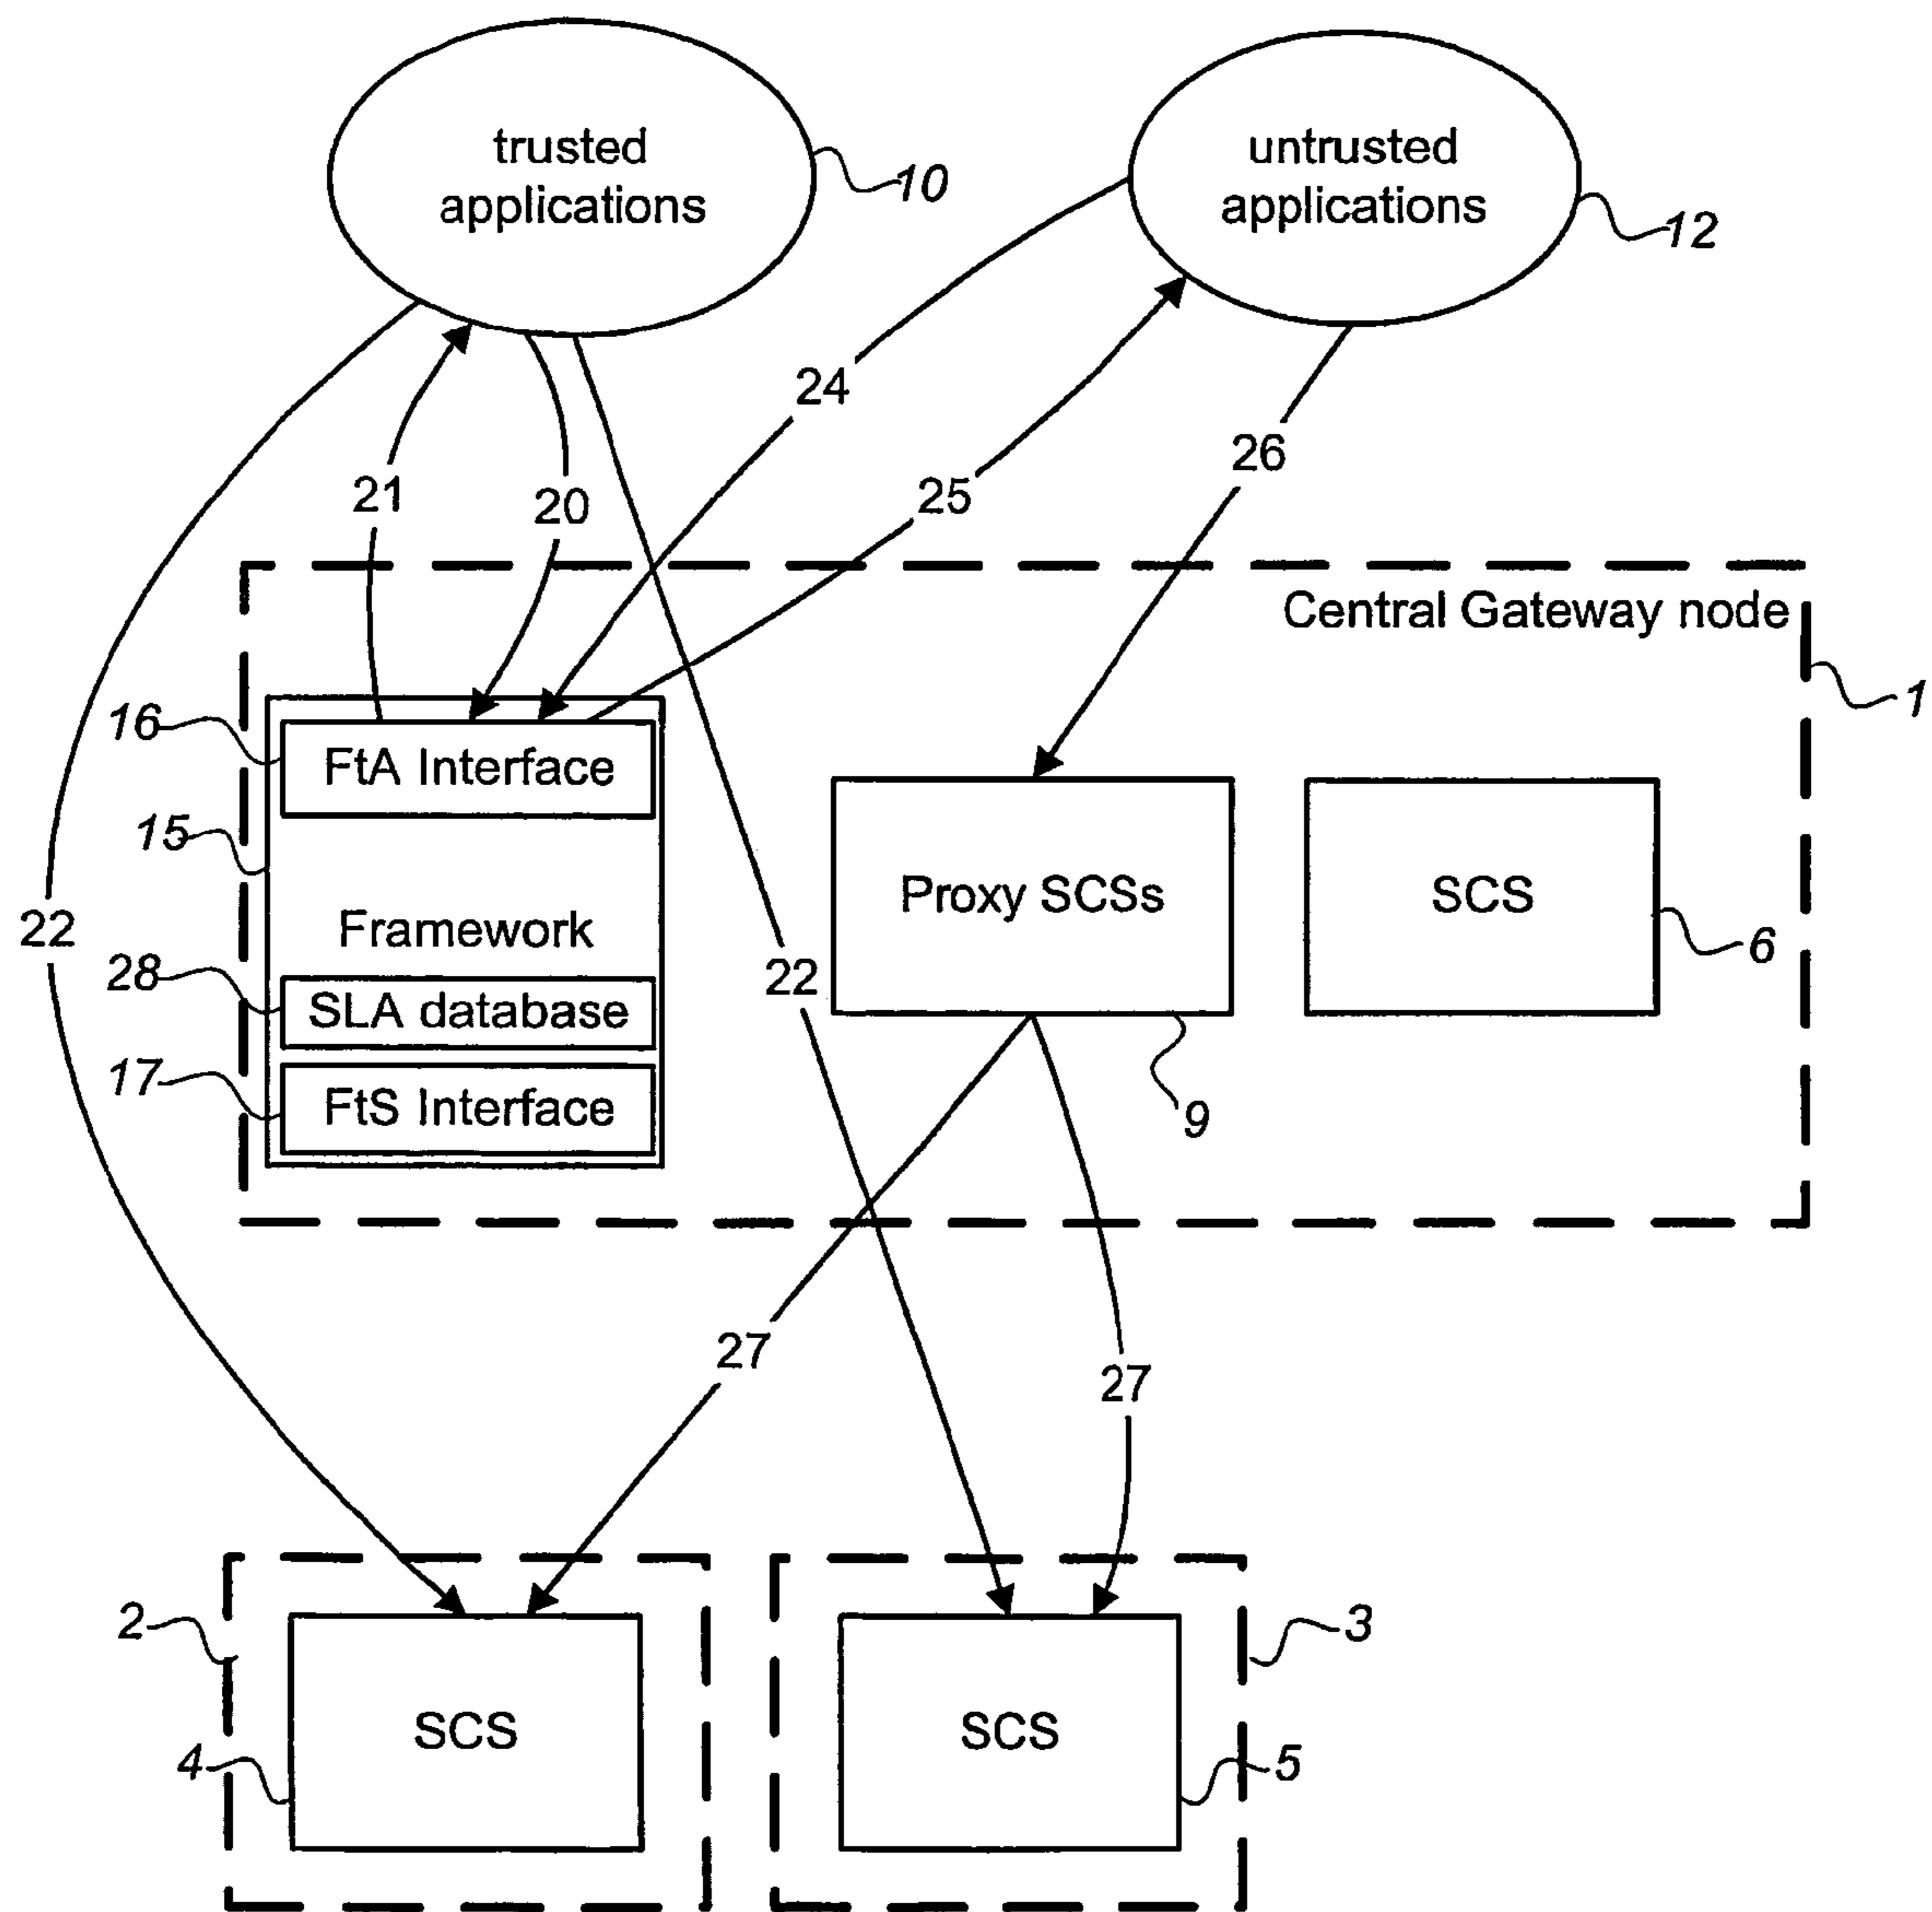 trusted
applications
10
untrusted
applications
12
24
26
21
20
25
Central Gateway node
1
16
FtA Interface
15
Framework
Proxy SCSs
SCS
6
22
28
22
SLA database
17
FtS Interface
9
27
27
2
3
SCS
SCS
4
5